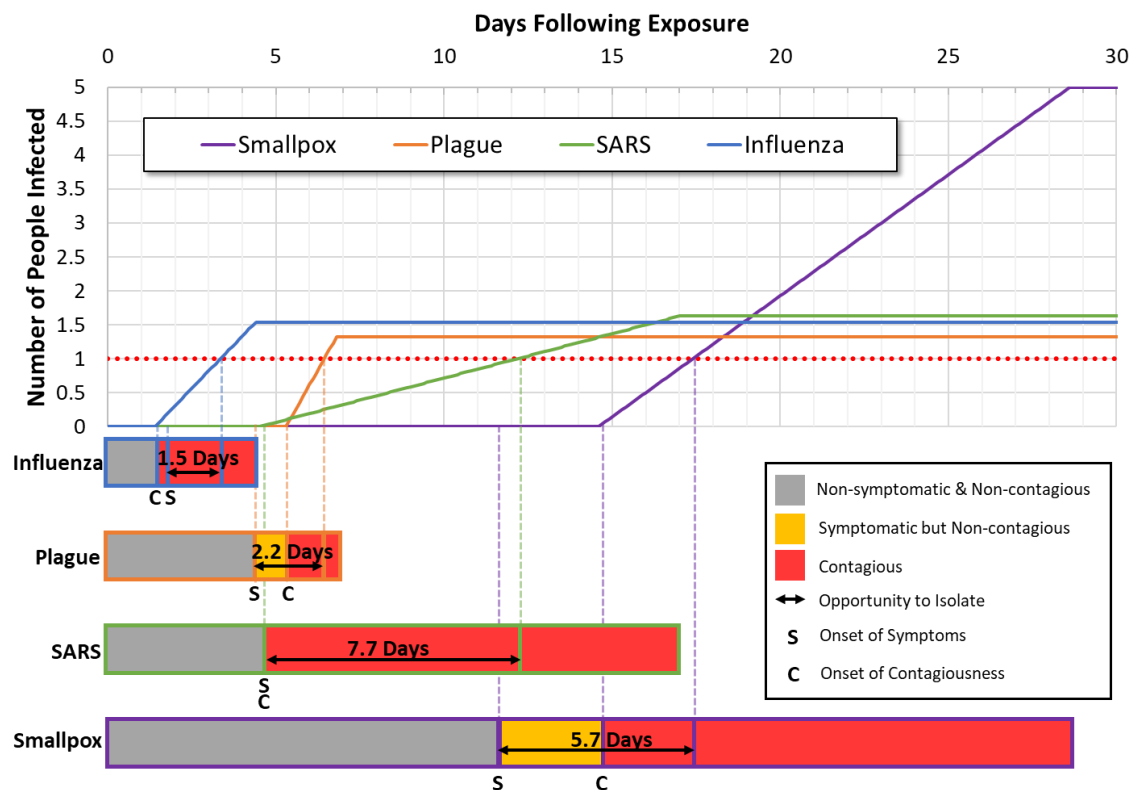 Days Following Exposure
0 5 10 15 20 25 30
Number of People Infected
5
4.5
4
3.5
3
2.5
2
1.5
1
0.5
0
Smallpox Plague SARS Influenza
Influenza
1.5 Days
C S
Plague
2.2 Days
S C
SARS
7.7 Days
S
C
Smallpox
5.7 Days
S C
Non-symptomatic & Non-contagious
Symptomatic but Non-contagious
Contagious
Opportunity to Isolate
S Onset of Symptoms
C Onset of Contagiousness